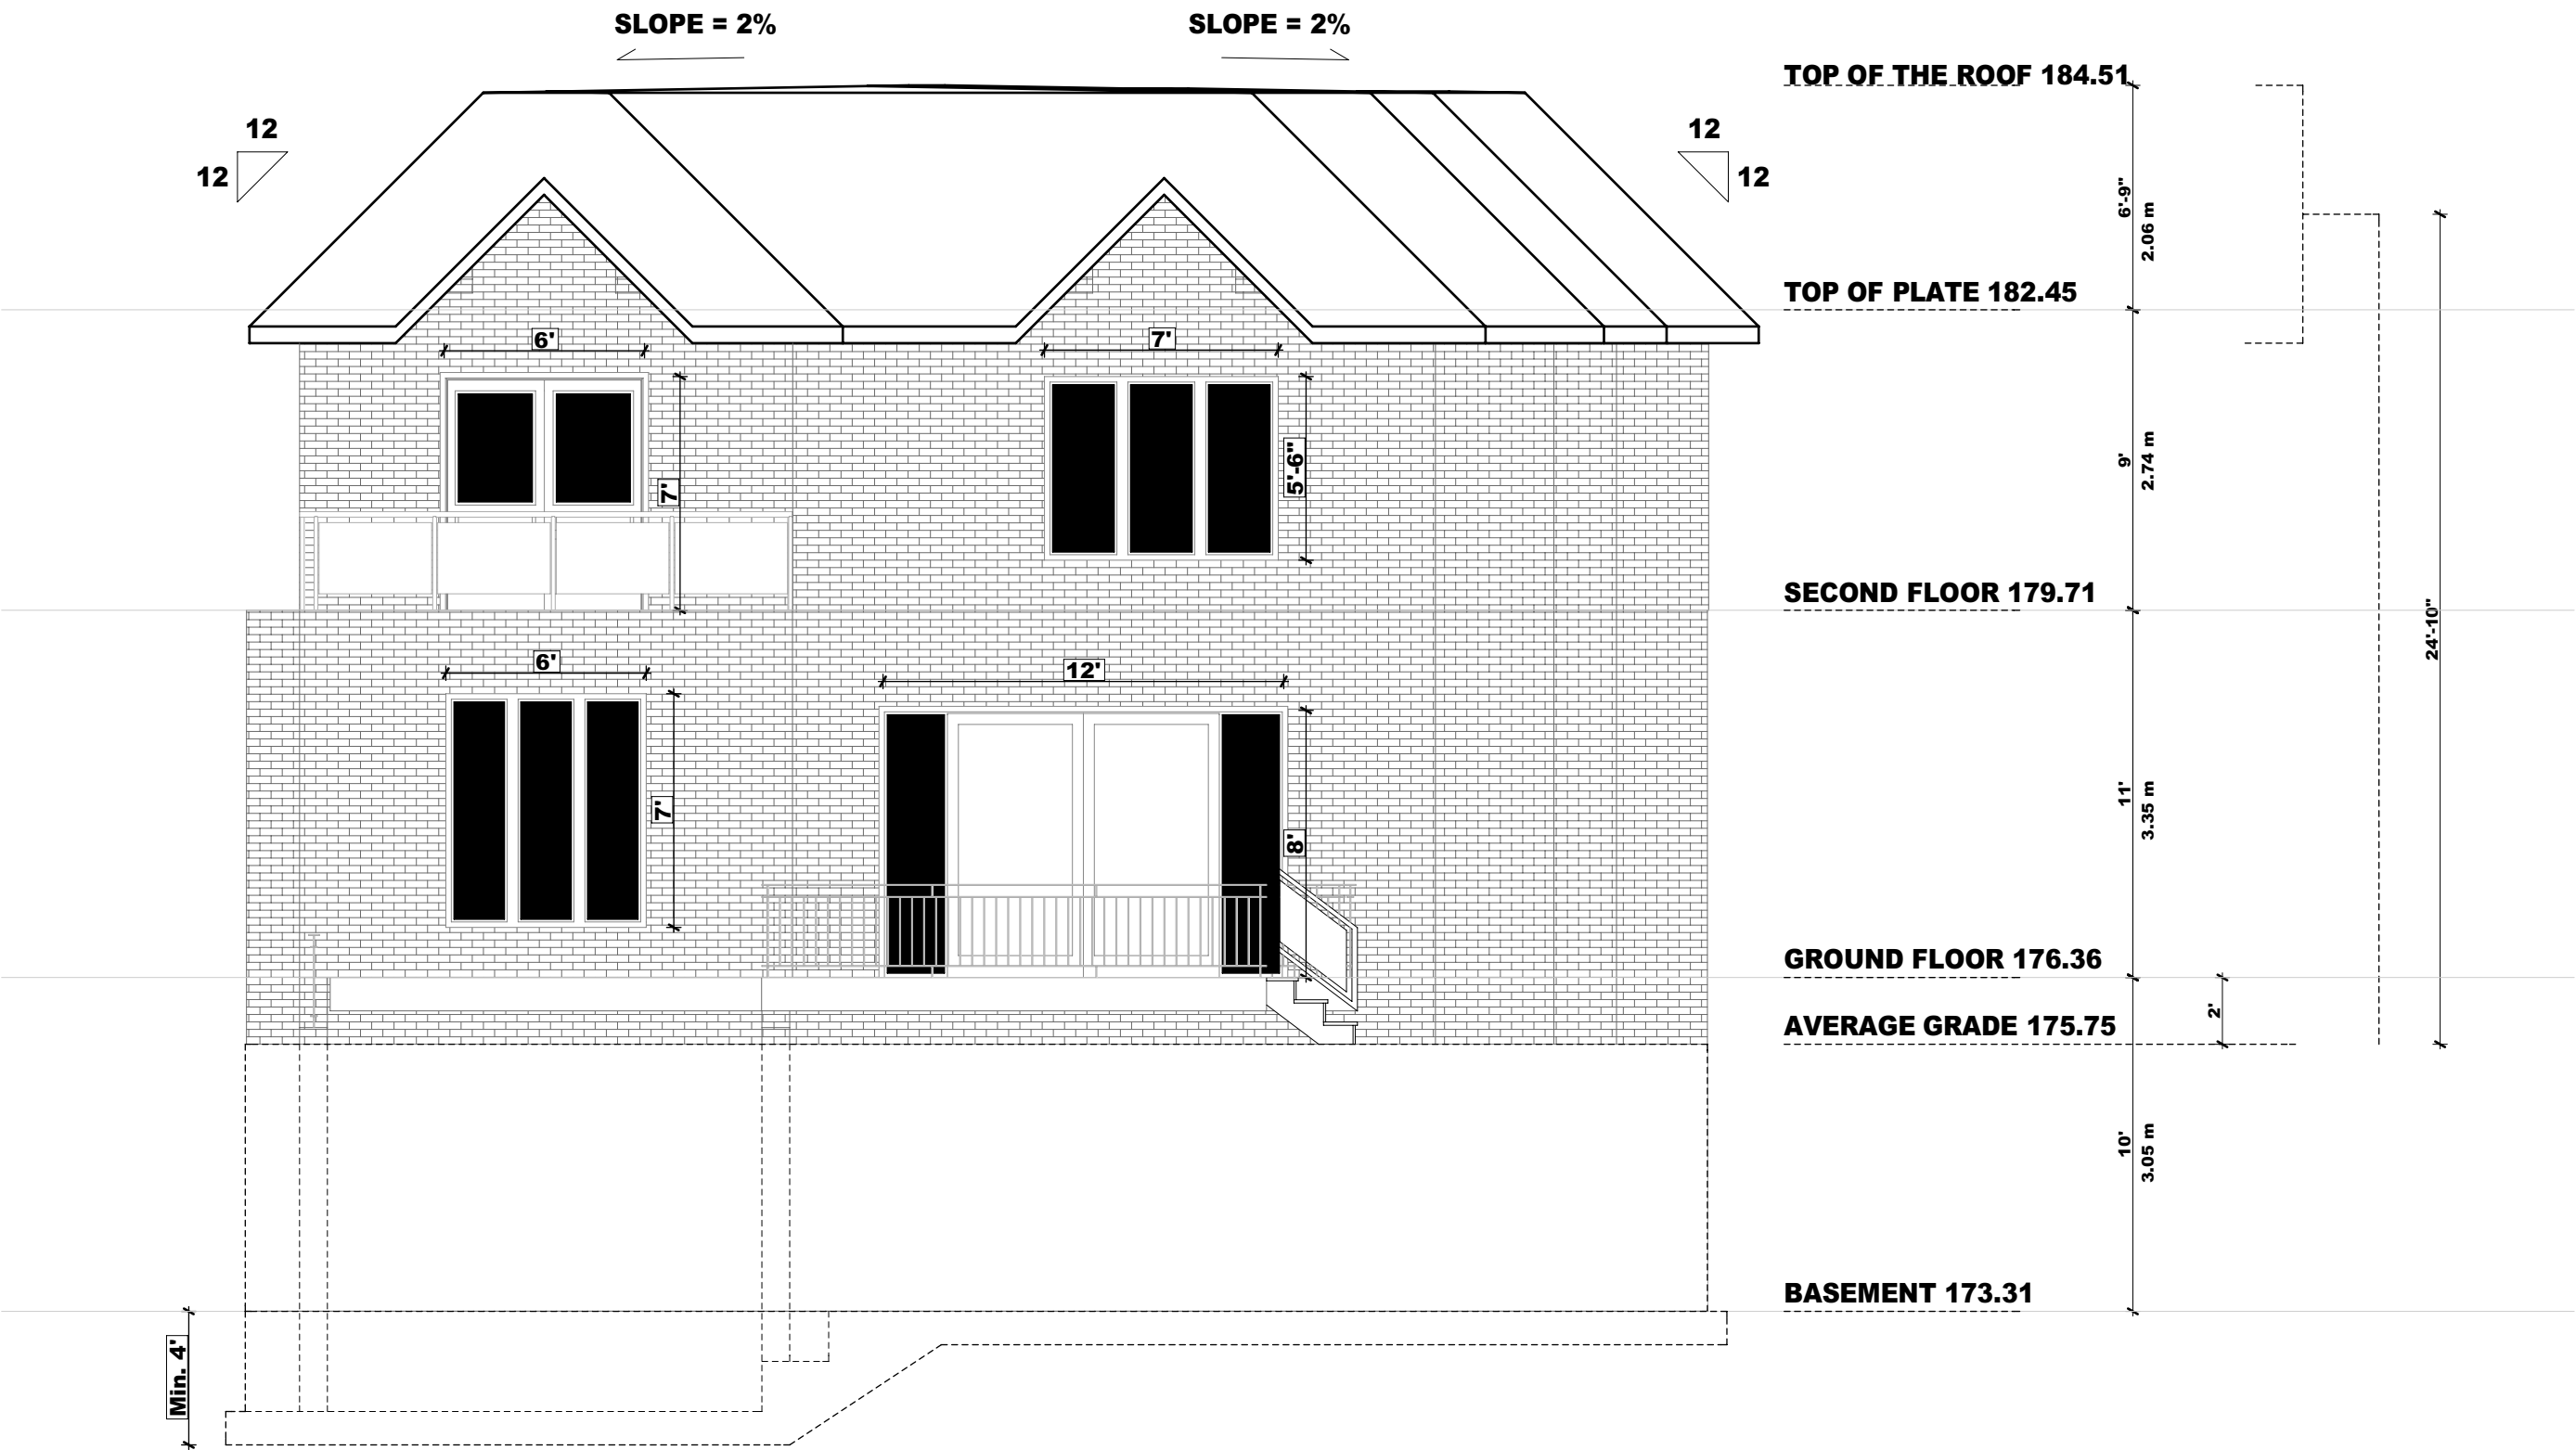 SLOPE = 2%
SLOPE = 2%
TOP OF THE ROOF 184.51
12
12
12
12
6'-9"
2.06 m
TOP OF PLATE 182.45
6'
7'
7'
5'-6"
9'
2.74 m
SECOND FLOOR 179.71
24'-10"
6'
12'
7'
8'
11'
3.35 m
GROUND FLOOR 176.36
2'
AVERAGE GRADE 175.75
10'
3.05 m
BASEMENT 173.31
Min. 4'